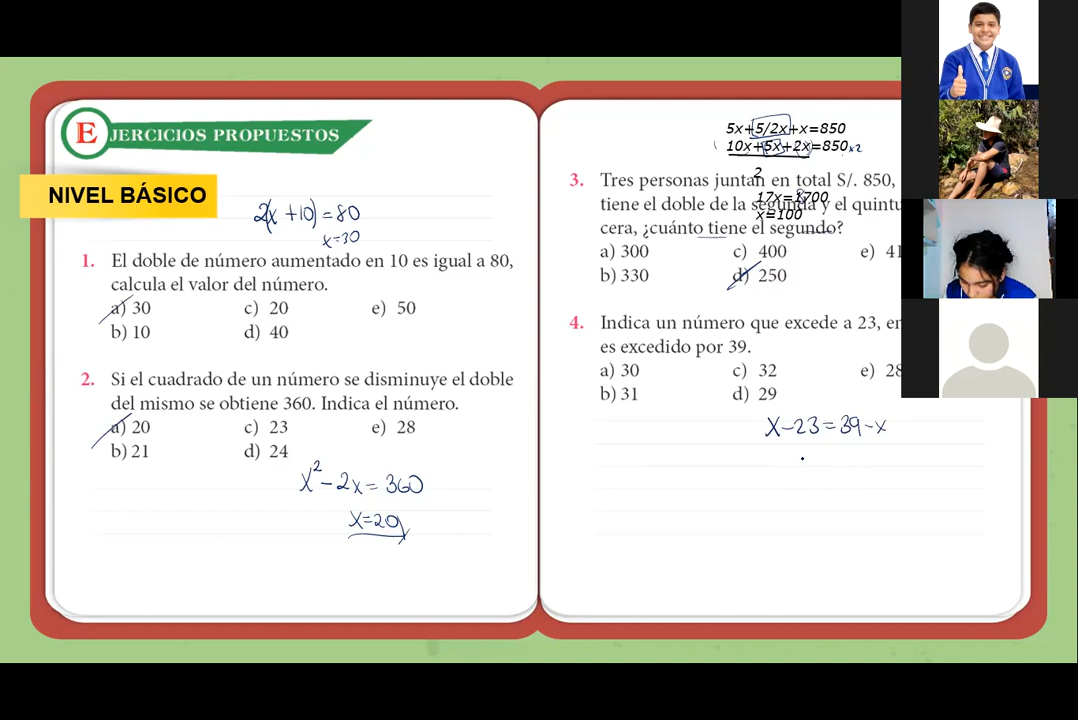 EJERCICIOS PROPUESTOS
NIVEL BÁSICO
2(x+10)=80
x=30
1. El doble de número aumentado en 10 es igual a 80,
calcula el valor del número.
a) 30 c) 20 e) 50
b) 10 d) 40
2. Si el cuadrado de un número se disminuye el doble
del mismo se obtiene 360. Indica el número.
a) 20 c) 23 e) 28
b) 21 d) 24
x²-2x=360
x=20
5x+5/2x+x=850
10x+5x+2x=850x2
2
17x=1700
x=100
3. Tres personas juntan en total S/. 850,
tiene el doble de la segunda y el quintu
cera, ¿cuánto tiene el segundo?
a) 300 c) 400 e) 41
b) 330 d) 250
4. Indica un número que excede a 23, en
es excedido por 39.
a) 30 c) 32 e) 28
b) 31 d) 29
x-23=39-x